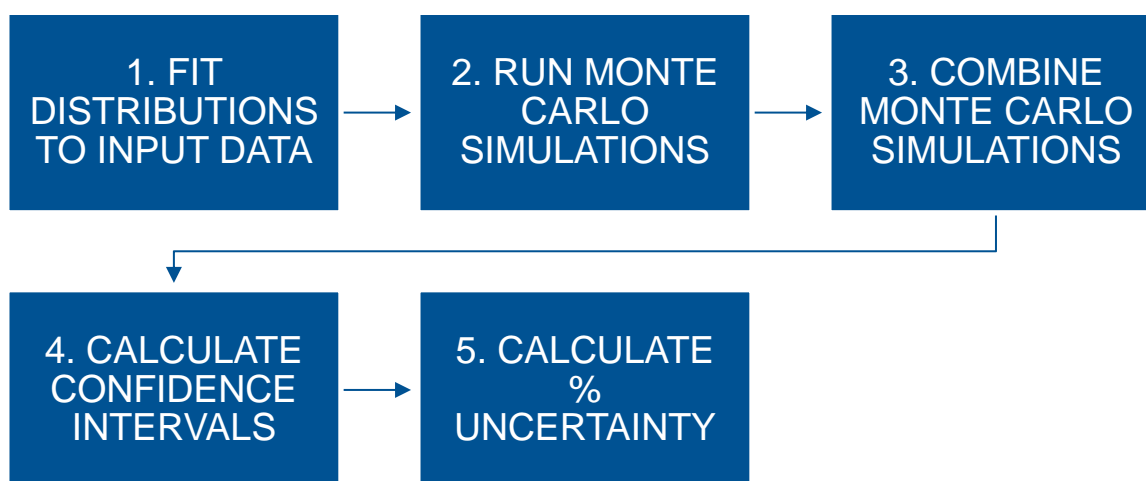 1. FIT
DISTRIBUTIONS
TO INPUT DATA
2. RUN MONTE
CARLO
SIMULATIONS
3. COMBINE
MONTE CARLO
SIMULATIONS
4. CALCULATE
CONFIDENCE
INTERVALS
5. CALCULATE
%
UNCERTAINTY